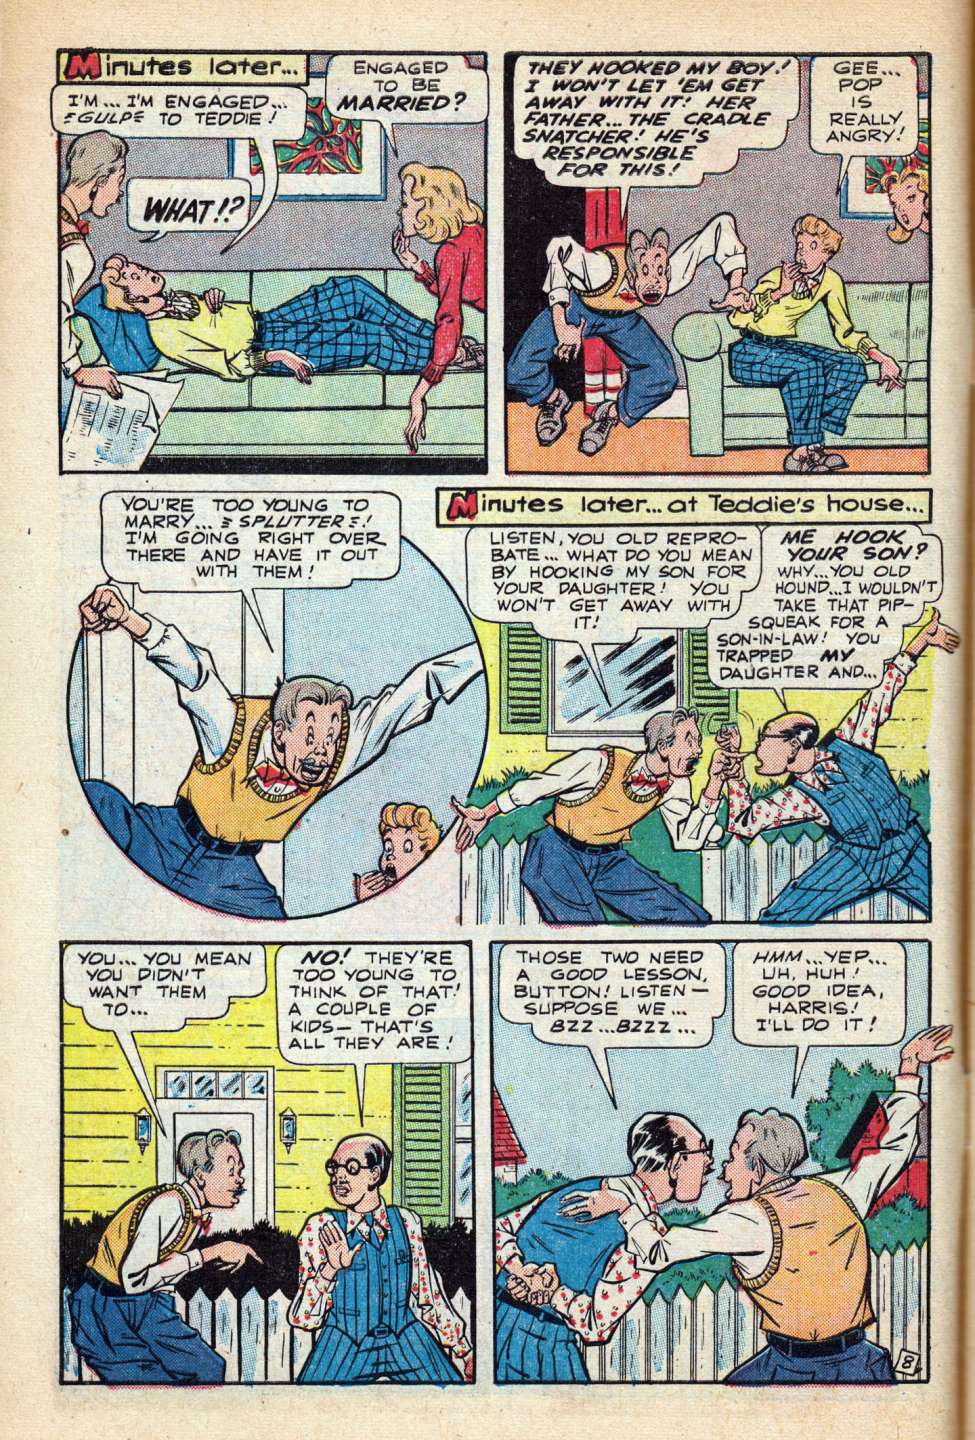 Minutes later...
I'M... I'M ENGAGED...
GULP TO TEDDIE!
WHAT!?
ENGAGED
TO BE
MARRIED?
THEY HOOKED MY BOY!
I WON'T LET 'EM GET
AWAY WITH IT! HER
FATHER... THE CRADLE
SNATCHER! HE'S
RESPONSIBLE
FOR THIS!
GEE...
POP
IS
REALLY
ANGRY!
YOU'RE TOO YOUNG TO
MARRY... SPLUTTER!
I'M GOING RIGHT OVER
THERE AND HAVE IT OUT
WITH THEM!
Minutes later... at Teddie's house...
LISTEN, YOU OLD REPRO-
BATE... WHAT DO YOU MEAN
BY HOOKING MY SON FOR
YOUR DAUGHTER! YOU
WON'T GET AWAY WITH
IT!
ME HOOK
YOUR SON?
WHY... YOU OLD
HOUND... I WOULDN'T
TAKE THAT PIP-
SQUEAK FOR A
SON-IN-LAW! YOU
TRAPPED MY
DAUGHTER AND...
YOU... YOU MEAN
YOU DIDN'T
WANT THEM
TO...
NO! THEY'RE
TOO YOUNG TO
THINK OF THAT!
A COUPLE OF
KIDS— THAT'S
ALL THEY ARE!
THOSE TWO NEED
A GOOD LESSON,
BUTTON! LISTEN—
SUPPOSE WE...
BZZ...BZZZ...
HMM...YEP...
UH, HUH!
GOOD IDEA,
HARRIS!
I'LL DO IT!
8